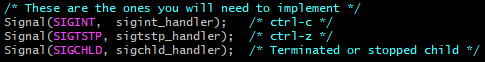 /* These are the ones you will need to implement */
Signal(SIGINT,  sigint_handler);   /* ctrl-c */
Signal(SIGTSTP, sigtstp_handler);  /* ctrl-z */
Signal(SIGCHLD, sigchld_handler);  /* Terminated or stopped child */